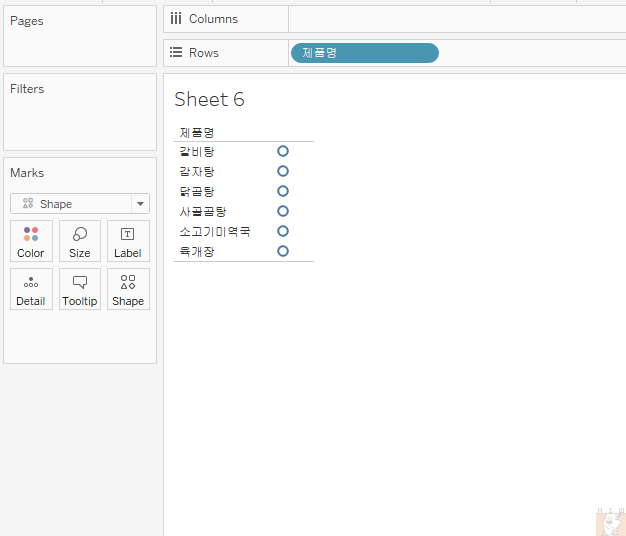 Pages
Columns
Rows
제품명
Filters
Marks
Shape
Color
Size
Label
Detail
Tooltip
Shape
Sheet 6
제품명
갈비탕
감자탕
닭곰탕
사골곰탕
소고기미역국
육개장